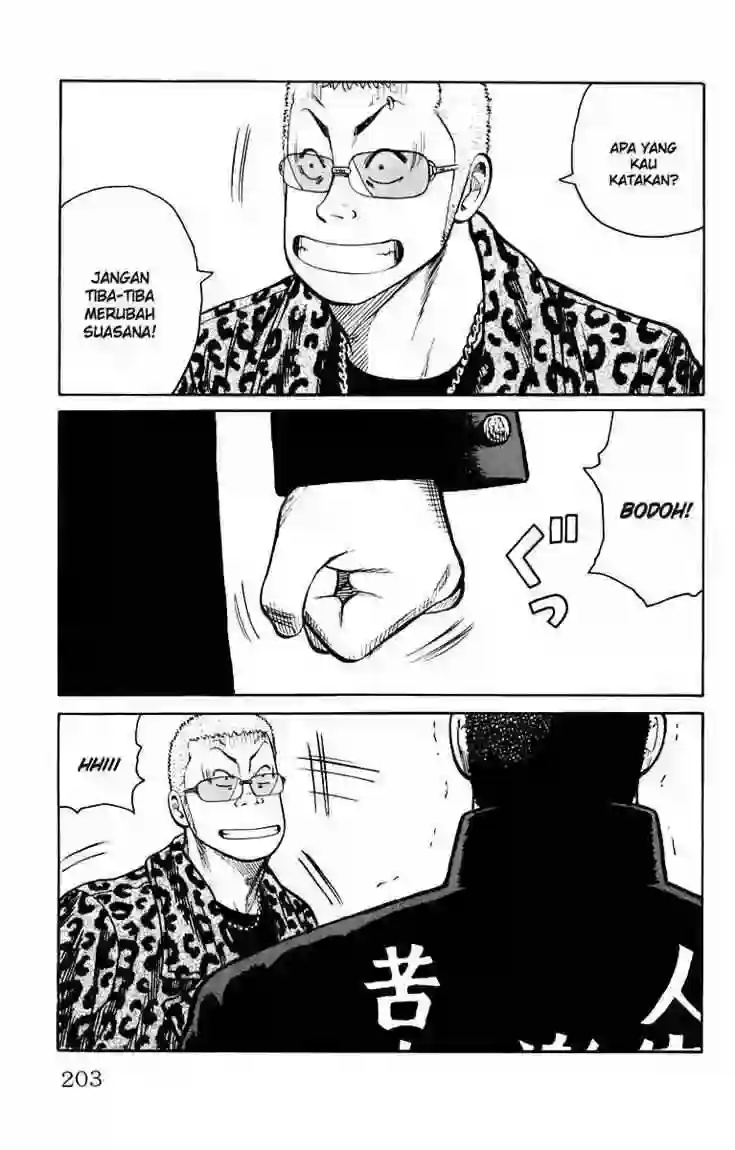 APA YANG
KAU
KATAKAN?
JANGAN
TIBA-TIBA
MERUBAH
SUASANA!
BODOH!
ぐっ
HHIII
人
苦
203